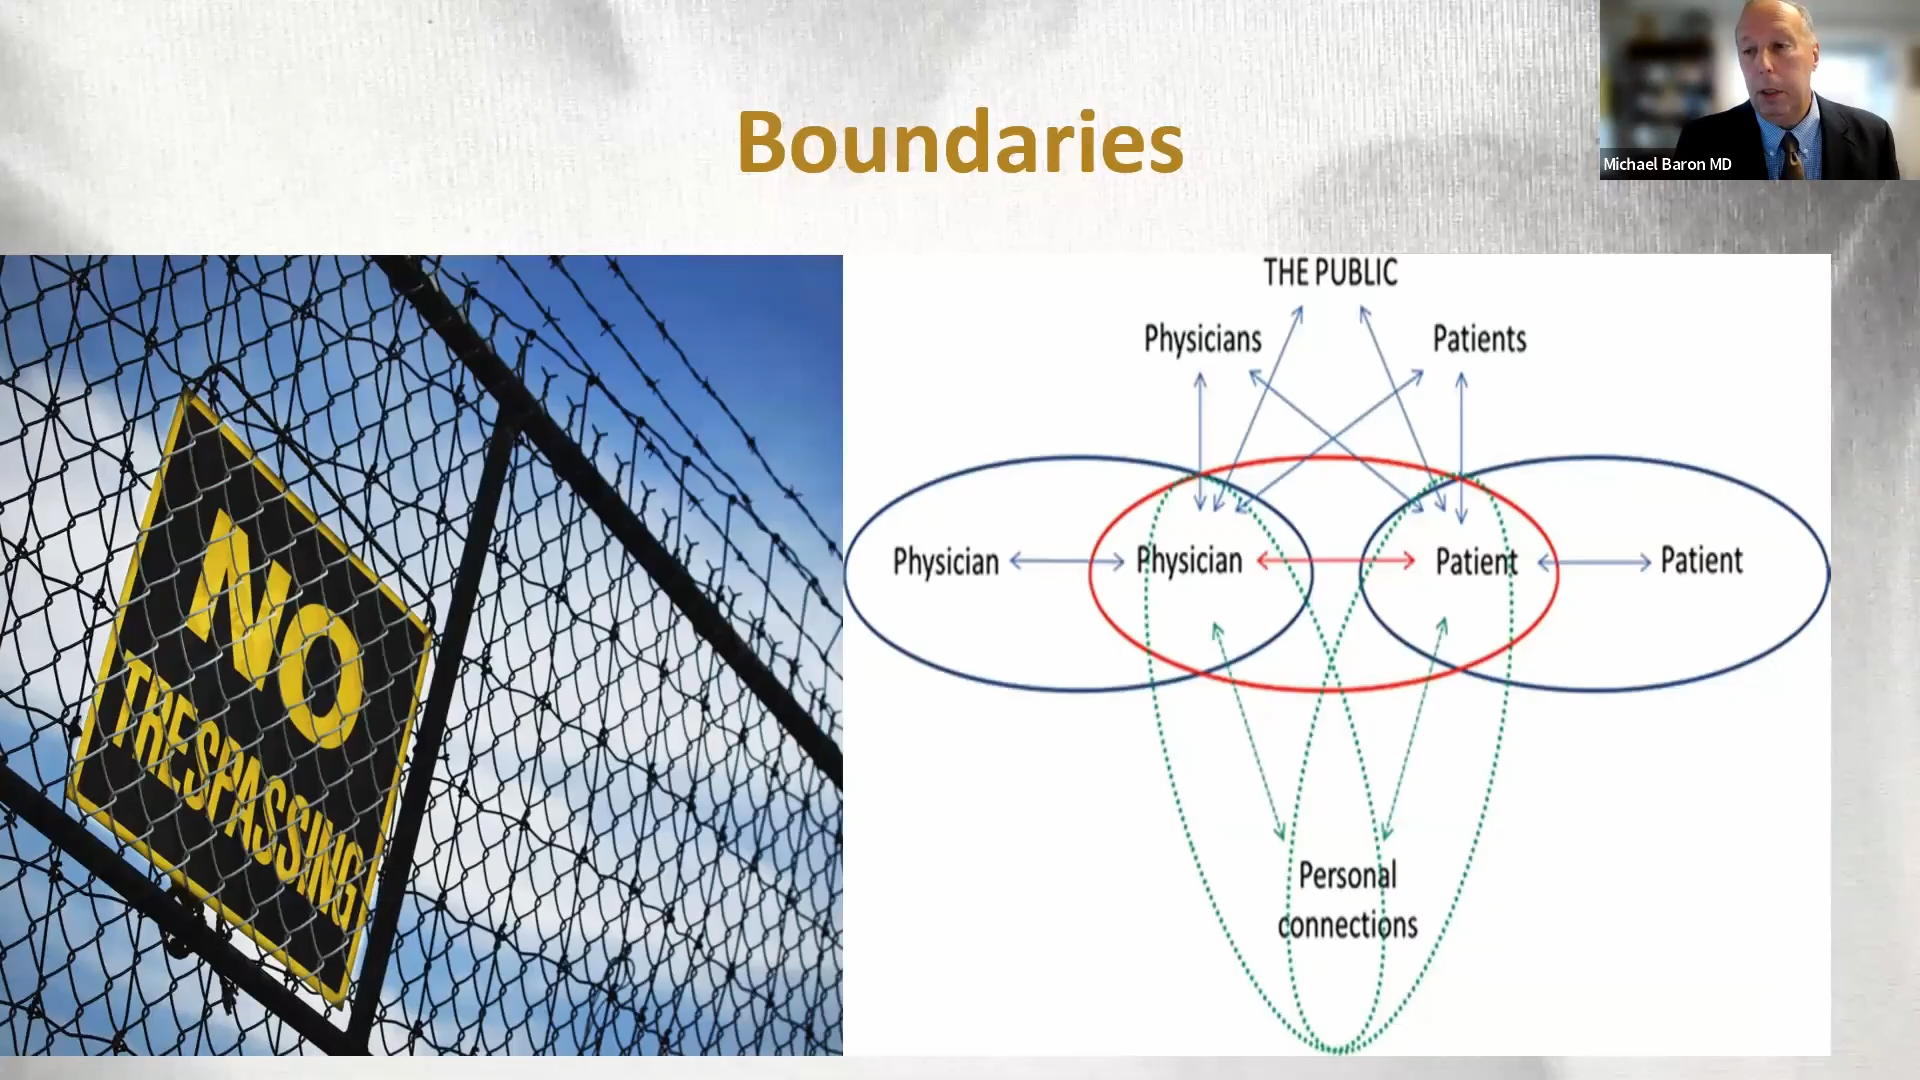 Boundaries
Michael Baron MD
NO
TRESPASSING
THE PUBLIC
Physicians Patients
Physician Physician Patient Patient
Personal
connections